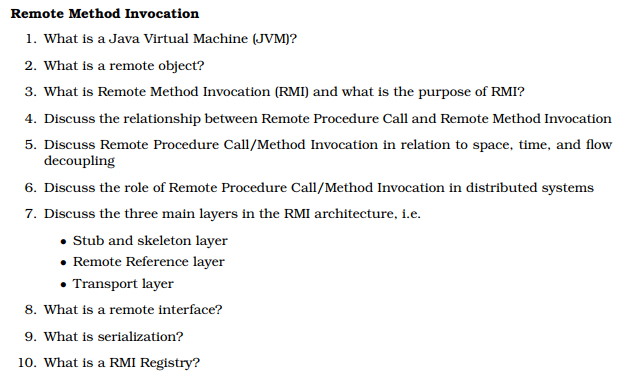 Remote Method Invocation
1. What is a Java Virtual Machine (JVM)?
2. What is a remote object?
3. What is Remote Method Invocation (RMI) and what is the purpose of RMI?
4. Discuss the relationship between Remote Procedure Call and Remote Method Invocation
5. Discuss Remote Procedure Call/Method Invocation in relation to space, time, and flow
decoupling
6. Discuss the role of Remote Procedure Call/Method Invocation in distributed systems
7. Discuss the three main layers in the RMI architecture, i.e.
• Stub and skeleton layer
• Remote Reference layer
• Transport layer
8. What is a remote interface?
9. What is serialization?
10. What is a RMI Registry?